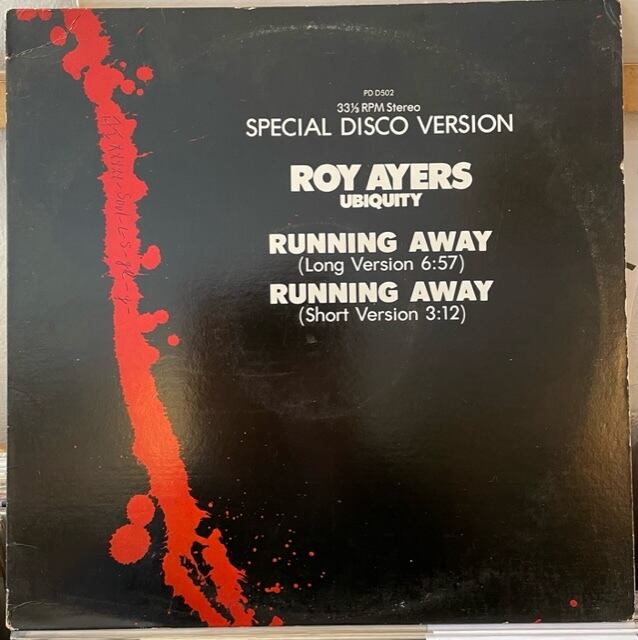 PD D502
33⅓ RPM Stereo
SPECIAL DISCO VERSION
ROY AYERS
UBIQUITY
RUNNING AWAY
(Long Version 6:57)
RUNNING AWAY
(Short Version 3:12)